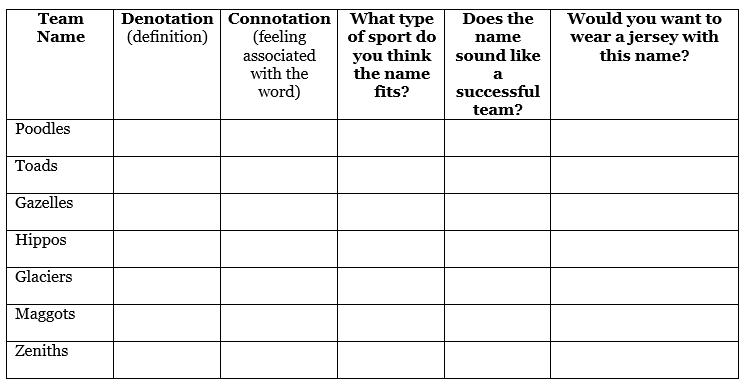 Team
Name
Denotation
(definition)
Connotation
(feeling
associated
with the
word)
What type
of sport do
you think
the name
fits?
Does the
name
sound like
a
successful
team?
Would you want to
wear a jersey with
this name?
Poodles
Toads
Gazelles
Hippos
Glaciers
Maggots
Zeniths